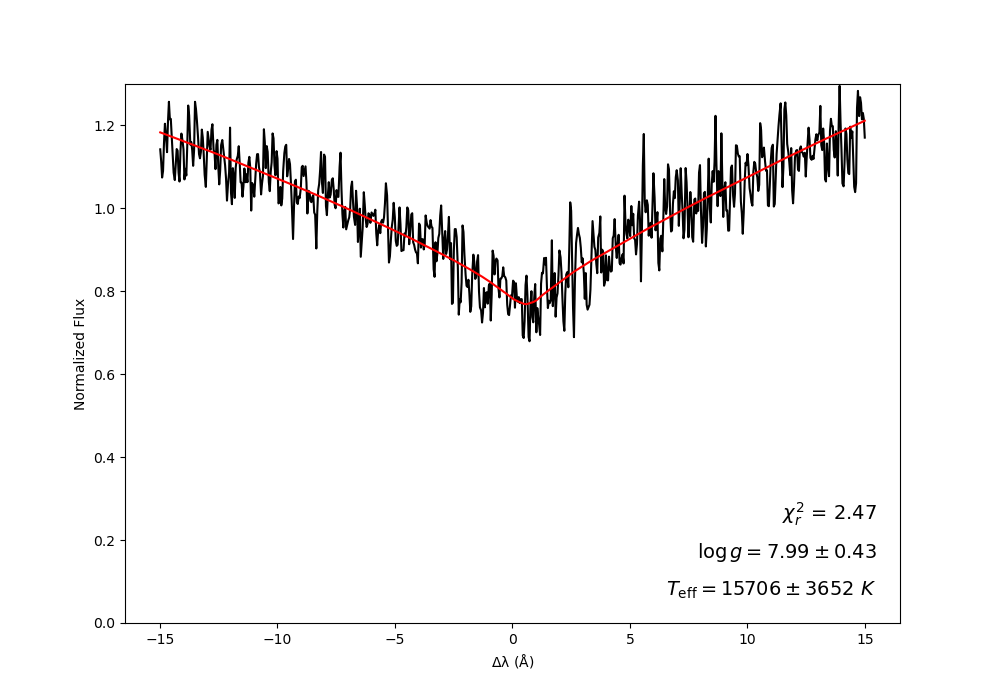 1.2
1.0
0.8
0.6
0.4
0.2
0.0
Normalized Flux
χ²ᵣ = 2.47
log g = 7.99 ± 0.43
T_eff = 15706 ± 3652 K
−15 −10 −5 0 5 10 15
Δλ (Å)